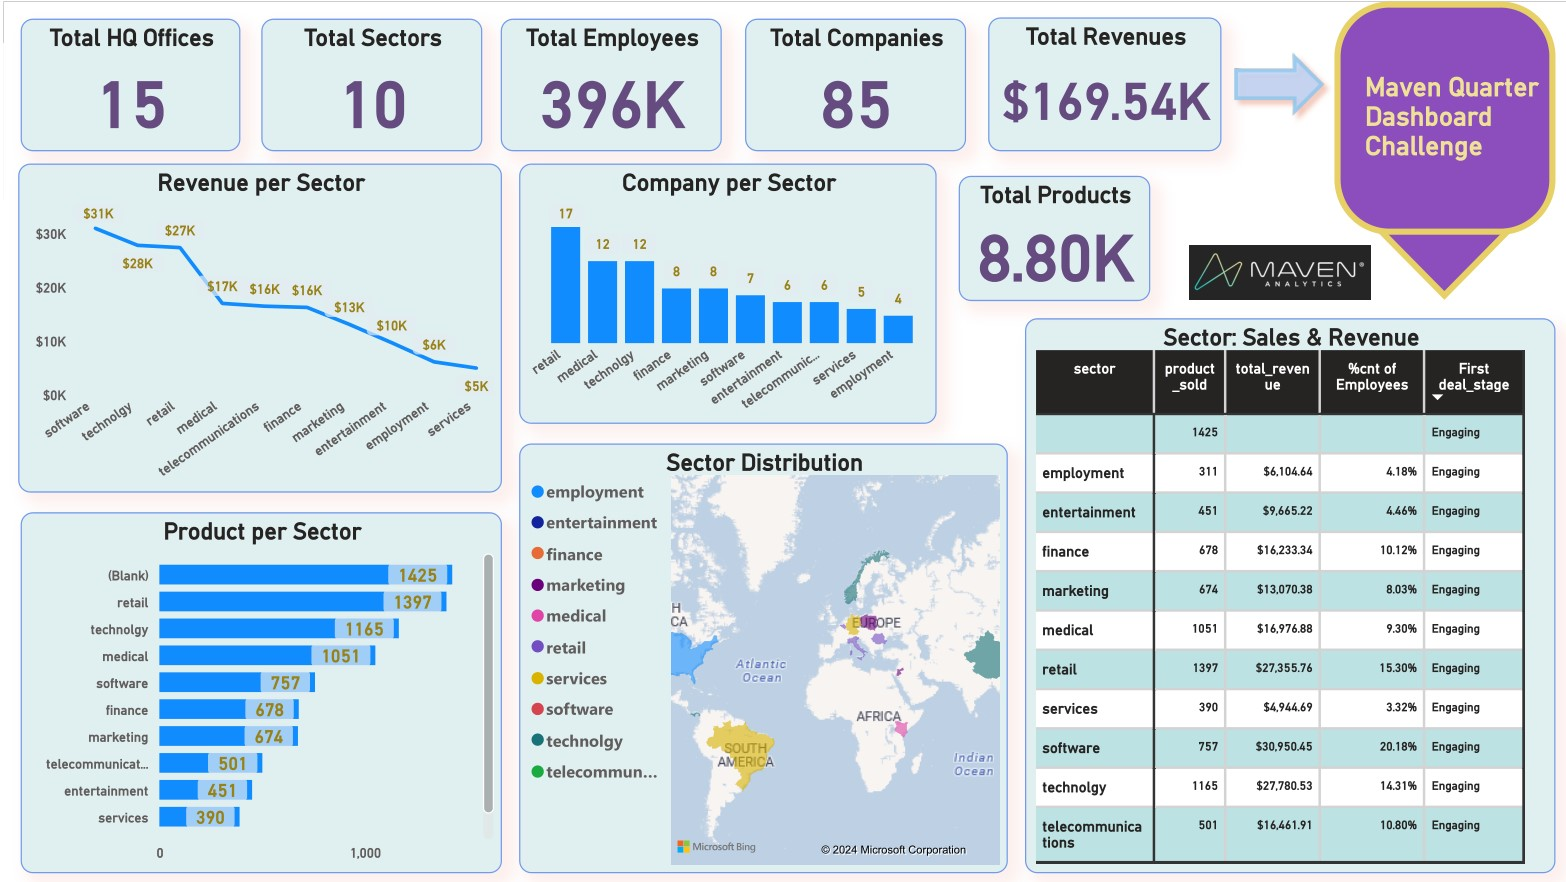 Total HQ Offices
15
Total Sectors
10
Total Employees
396K
Total Companies
85
Total Revenues
$169.54K
Maven Quarter
Dashboard
Challenge
Revenue per Sector
$30K
$20K
$10K
$0K
$31K
$28K
$27K
$17K
$16K
$16K
$13K
$10K
$6K
$5K
software
technolgy
retail
medical
telecommunications
finance
marketing
entertainment
employment
services
Company per Sector
17
12
12
8
8
7
6
6
5
4
retail
medical
technolgy
finance
marketing
software
entertainment
telecommunic...
services
employment
Total Products
8.80K
MAVEN®
ANALYTICS
Product per Sector
(Blank) 1425
retail 1397
technolgy 1165
medical 1051
software 757
finance 678
marketing 674
telecommunicat... 501
entertainment 451
services 390
0 1,000
Sector Distribution
employment
entertainment
finance
marketing
medical
retail
services
software
technolgy
telecommun...
H
CA
Atlantic
Ocean
EUROPE
AFRICA
SOUTH
AMERICA
Indian
Ocean
Microsoft Bing
© 2024 Microsoft Corporation
Sector: Sales & Revenue
sector product total_reven %cnt of First
_sold ue Employees deal_stage
1425 Engaging
employment 311 $6,104.64 4.18% Engaging
entertainment 451 $9,665.22 4.46% Engaging
finance 678 $16,233.34 10.12% Engaging
marketing 674 $13,070.38 8.03% Engaging
medical 1051 $16,976.88 9.30% Engaging
retail 1397 $27,355.76 15.30% Engaging
services 390 $4,944.69 3.32% Engaging
software 757 $30,950.45 20.18% Engaging
technolgy 1165 $27,780.53 14.31% Engaging
telecommunica 501 $16,461.91 10.80% Engaging
tions